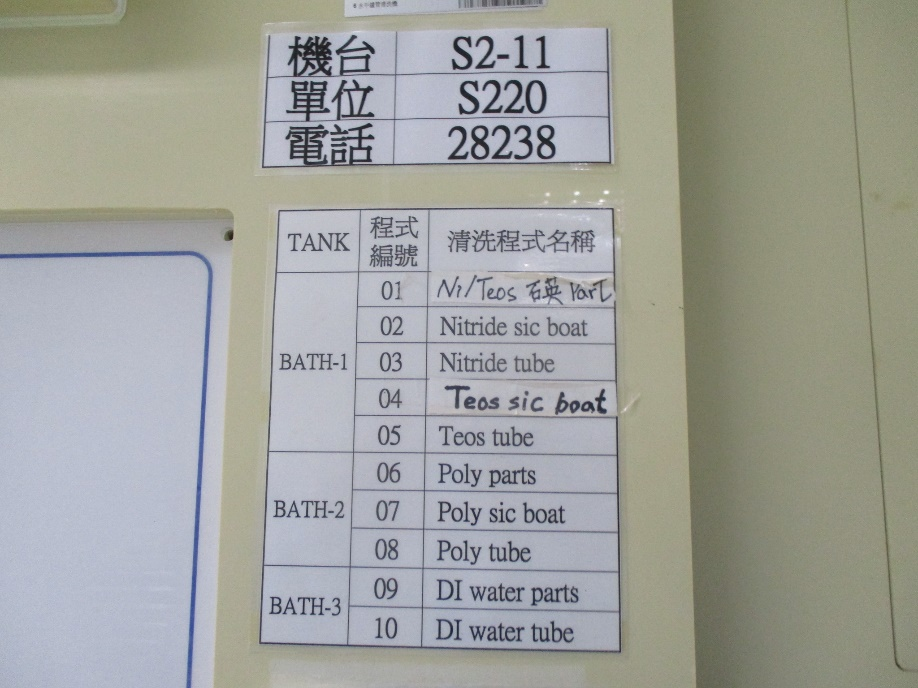 機台 S2-11
單位 S220
電話 28238
TANK 程式編號 清洗程式名稱
BATH-1 01 Ni/Teos 石英 Part
02 Nitride sic boat
03 Nitride tube
04 Teos sic boat
05 Teos tube
BATH-2 06 Poly parts
07 Poly sic boat
08 Poly tube
BATH-3 09 DI water parts
10 DI water tube